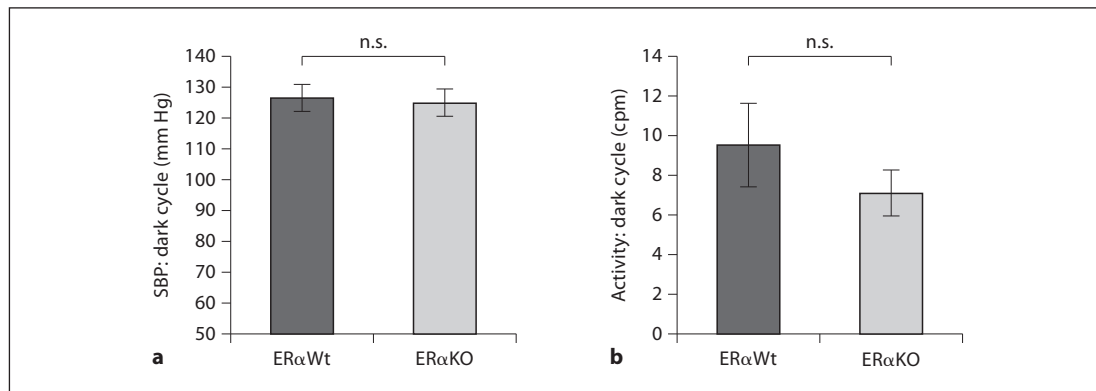 n.s.
140
130
120
110
100
90
80
70
60
50
SBP: dark cycle (mm Hg)
ERαWt
ERαKO
a
n.s.
14
12
10
8
6
4
2
0
Activity: dark cycle (cpm)
ERαWt
ERαKO
b